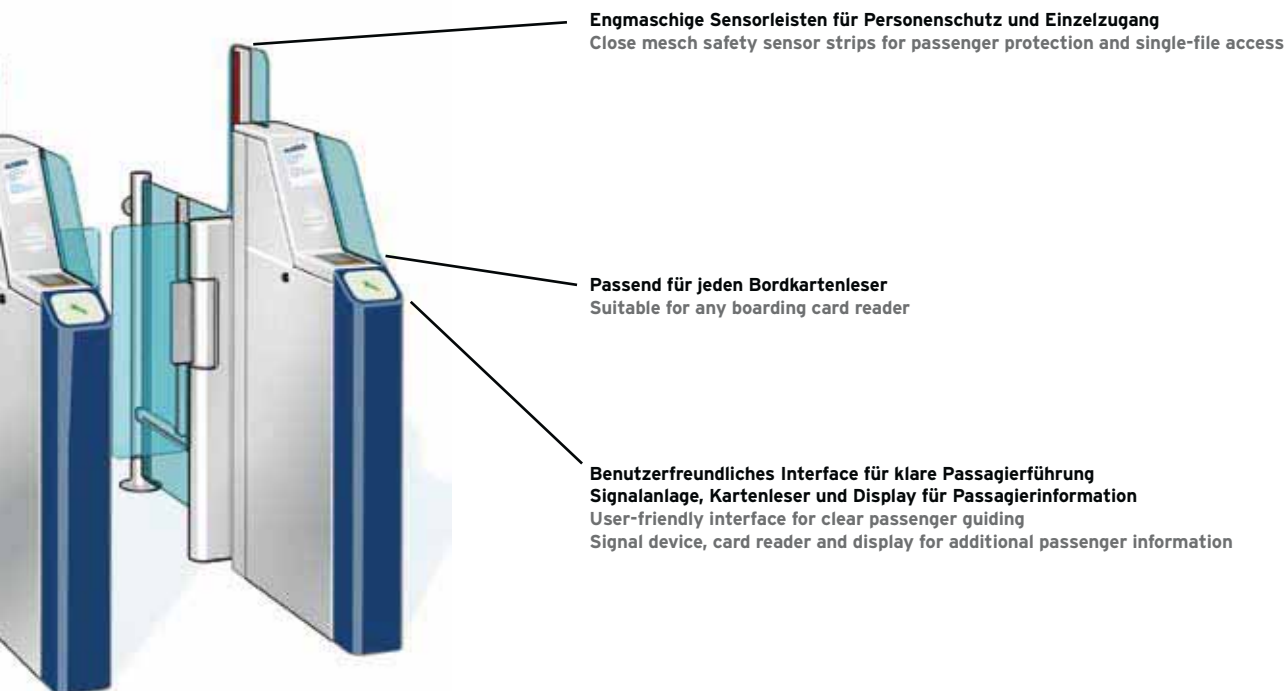 Engmaschige Sensorleisten für Personenschutz und Einzelzugang
Close mesch safety sensor strips for passenger protection and single-file access
Passend für jeden Bordkartenleser
Suitable for any boarding card reader
Benutzerfreundliches Interface für klare Passagierführung
Signalanlage, Kartenleser und Display für Passagierinformation
User-friendly interface for clear passenger guiding
Signal device, card reader and display for additional passenger information